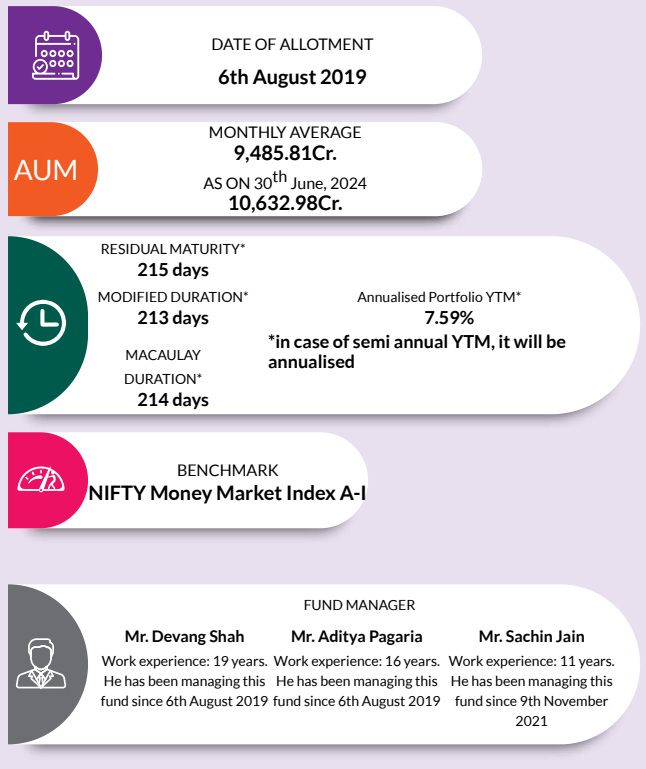 DATE OF ALLOTMENT
6th August 2019
AUM
MONTHLY AVERAGE
9,485.81Cr.
AS ON 30th June, 2024
10,632.98Cr.
RESIDUAL MATURITY*
215 days
MODIFIED DURATION*
213 days
MACAULAY
DURATION*
214 days
Annualised Portfolio YTM*
7.59%
*in case of semi annual YTM, it will be
annualised
BENCHMARK
NIFTY Money Market Index A-I
FUND MANAGER
Mr. Devang Shah
Work experience: 19 years.
He has been managing this
fund since 6th August 2019
Mr. Aditya Pagaria
Work experience: 16 years.
He has been managing this
fund since 6th August 2019
Mr. Sachin Jain
Work experience: 11 years.
He has been managing this
fund since 9th November
2021